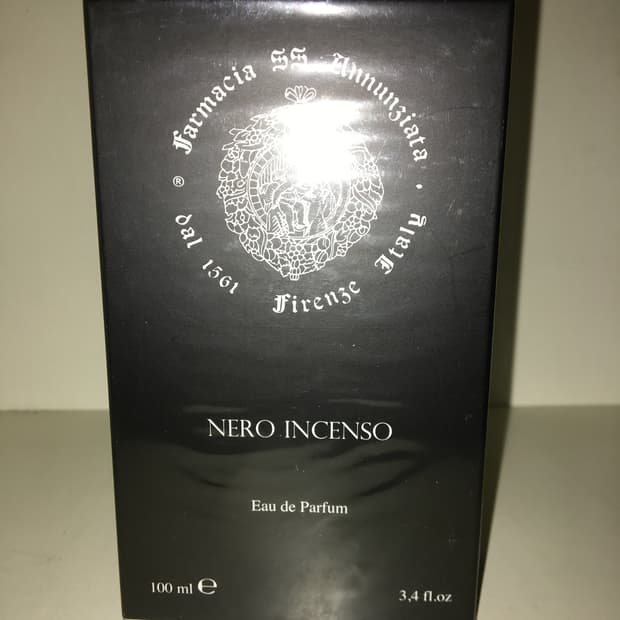 Farmacia SS. Annunziata
®
dal 1561
Firenze Italy
NERO INCENSO
Eau de Parfum
100 ml ℮
3,4 fl.oz